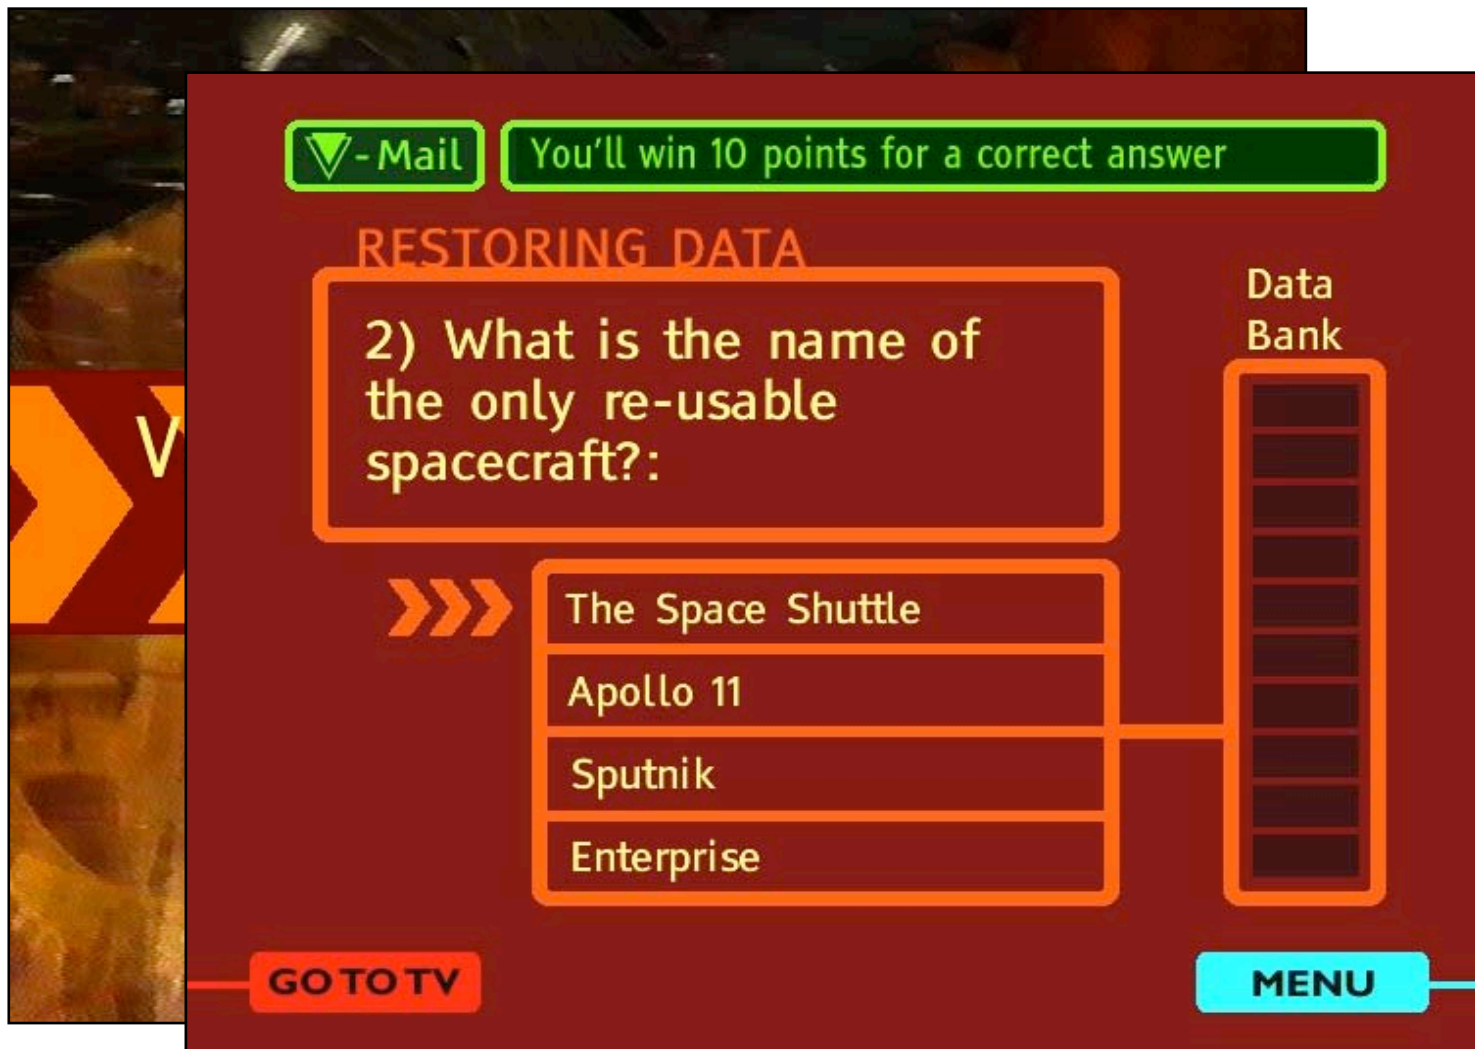 ▽-Mail
You'll win 10 points for a correct answer
RESTORING DATA
Data
Bank
2) What is the name of
the only re-usable
spacecraft?:
V
The Space Shuttle
Apollo 11
Sputnik
Enterprise
GO TO TV
MENU